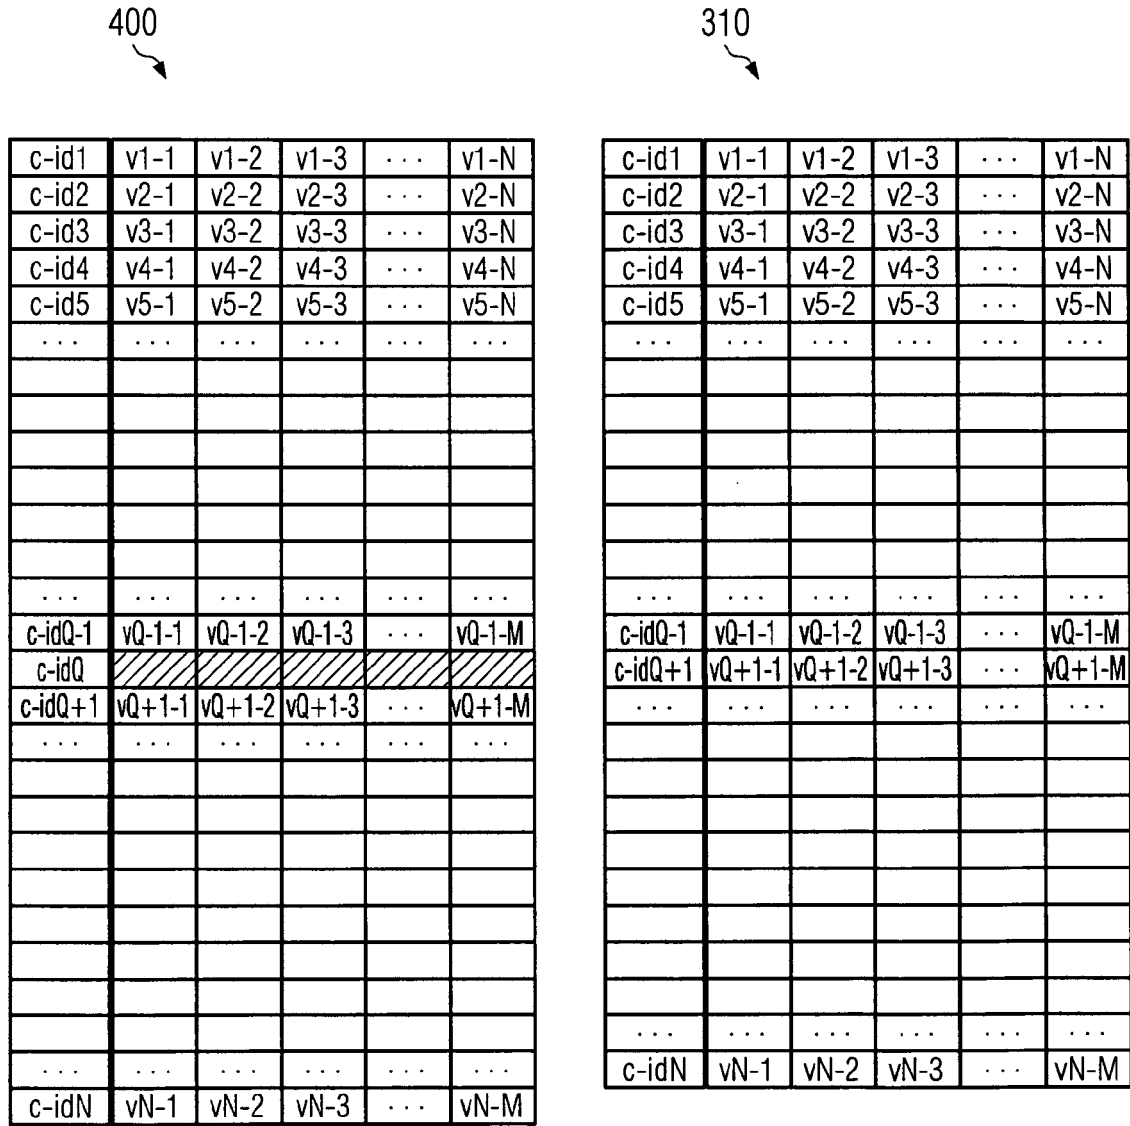 400
c-id1 v1-1 v1-2 v1-3 ... v1-N
c-id2 v2-1 v2-2 v2-3 ... v2-N
c-id3 v3-1 v3-2 v3-3 ... v3-N
c-id4 v4-1 v4-2 v4-3 ... v4-N
c-id5 v5-1 v5-2 v5-3 ... v5-N
... ... ... ... ... ...
... ... ... ... ... ...
c-idQ-1 vQ-1-1 vQ-1-2 vQ-1-3 ... vQ-1-M
c-idQ
c-idQ+1 vQ+1-1 vQ+1-2 vQ+1-3 ... vQ+1-M
... ... ... ... ... ...
... ... ... ... ... ...
c-idN vN-1 vN-2 vN-3 ... vN-M
310
c-id1 v1-1 v1-2 v1-3 ... v1-N
c-id2 v2-1 v2-2 v2-3 ... v2-N
c-id3 v3-1 v3-2 v3-3 ... v3-N
c-id4 v4-1 v4-2 v4-3 ... v4-N
c-id5 v5-1 v5-2 v5-3 ... v5-N
... ... ... ... ... ...
... ... ... ... ... ...
c-idQ-1 vQ-1-1 vQ-1-2 vQ-1-3 ... vQ-1-M
c-idQ+1 vQ+1-1 vQ+1-2 vQ+1-3 ... vQ+1-M
... ... ... ... ... ...
... ... ... ... ... ...
c-idN vN-1 vN-2 vN-3 ... vN-M